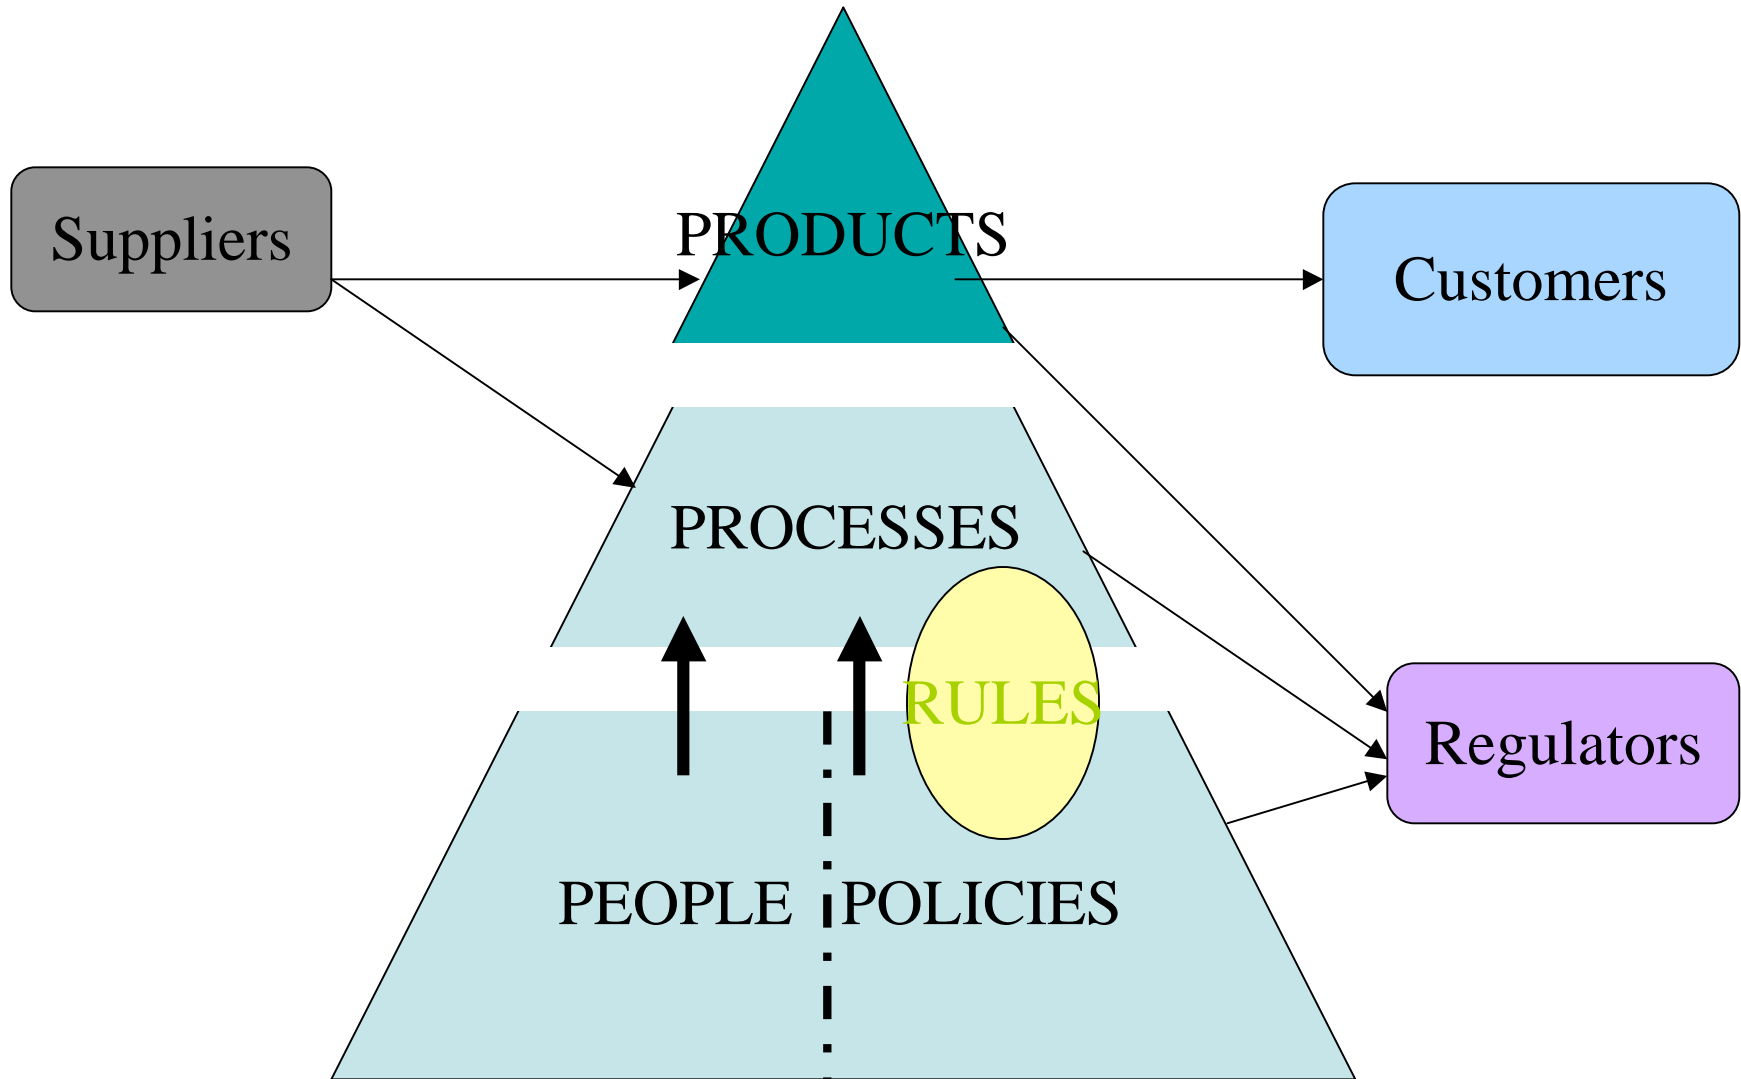 PRODUCTS
Suppliers
Customers
PROCESSES
RULES
Regulators
PEOPLE
POLICIES